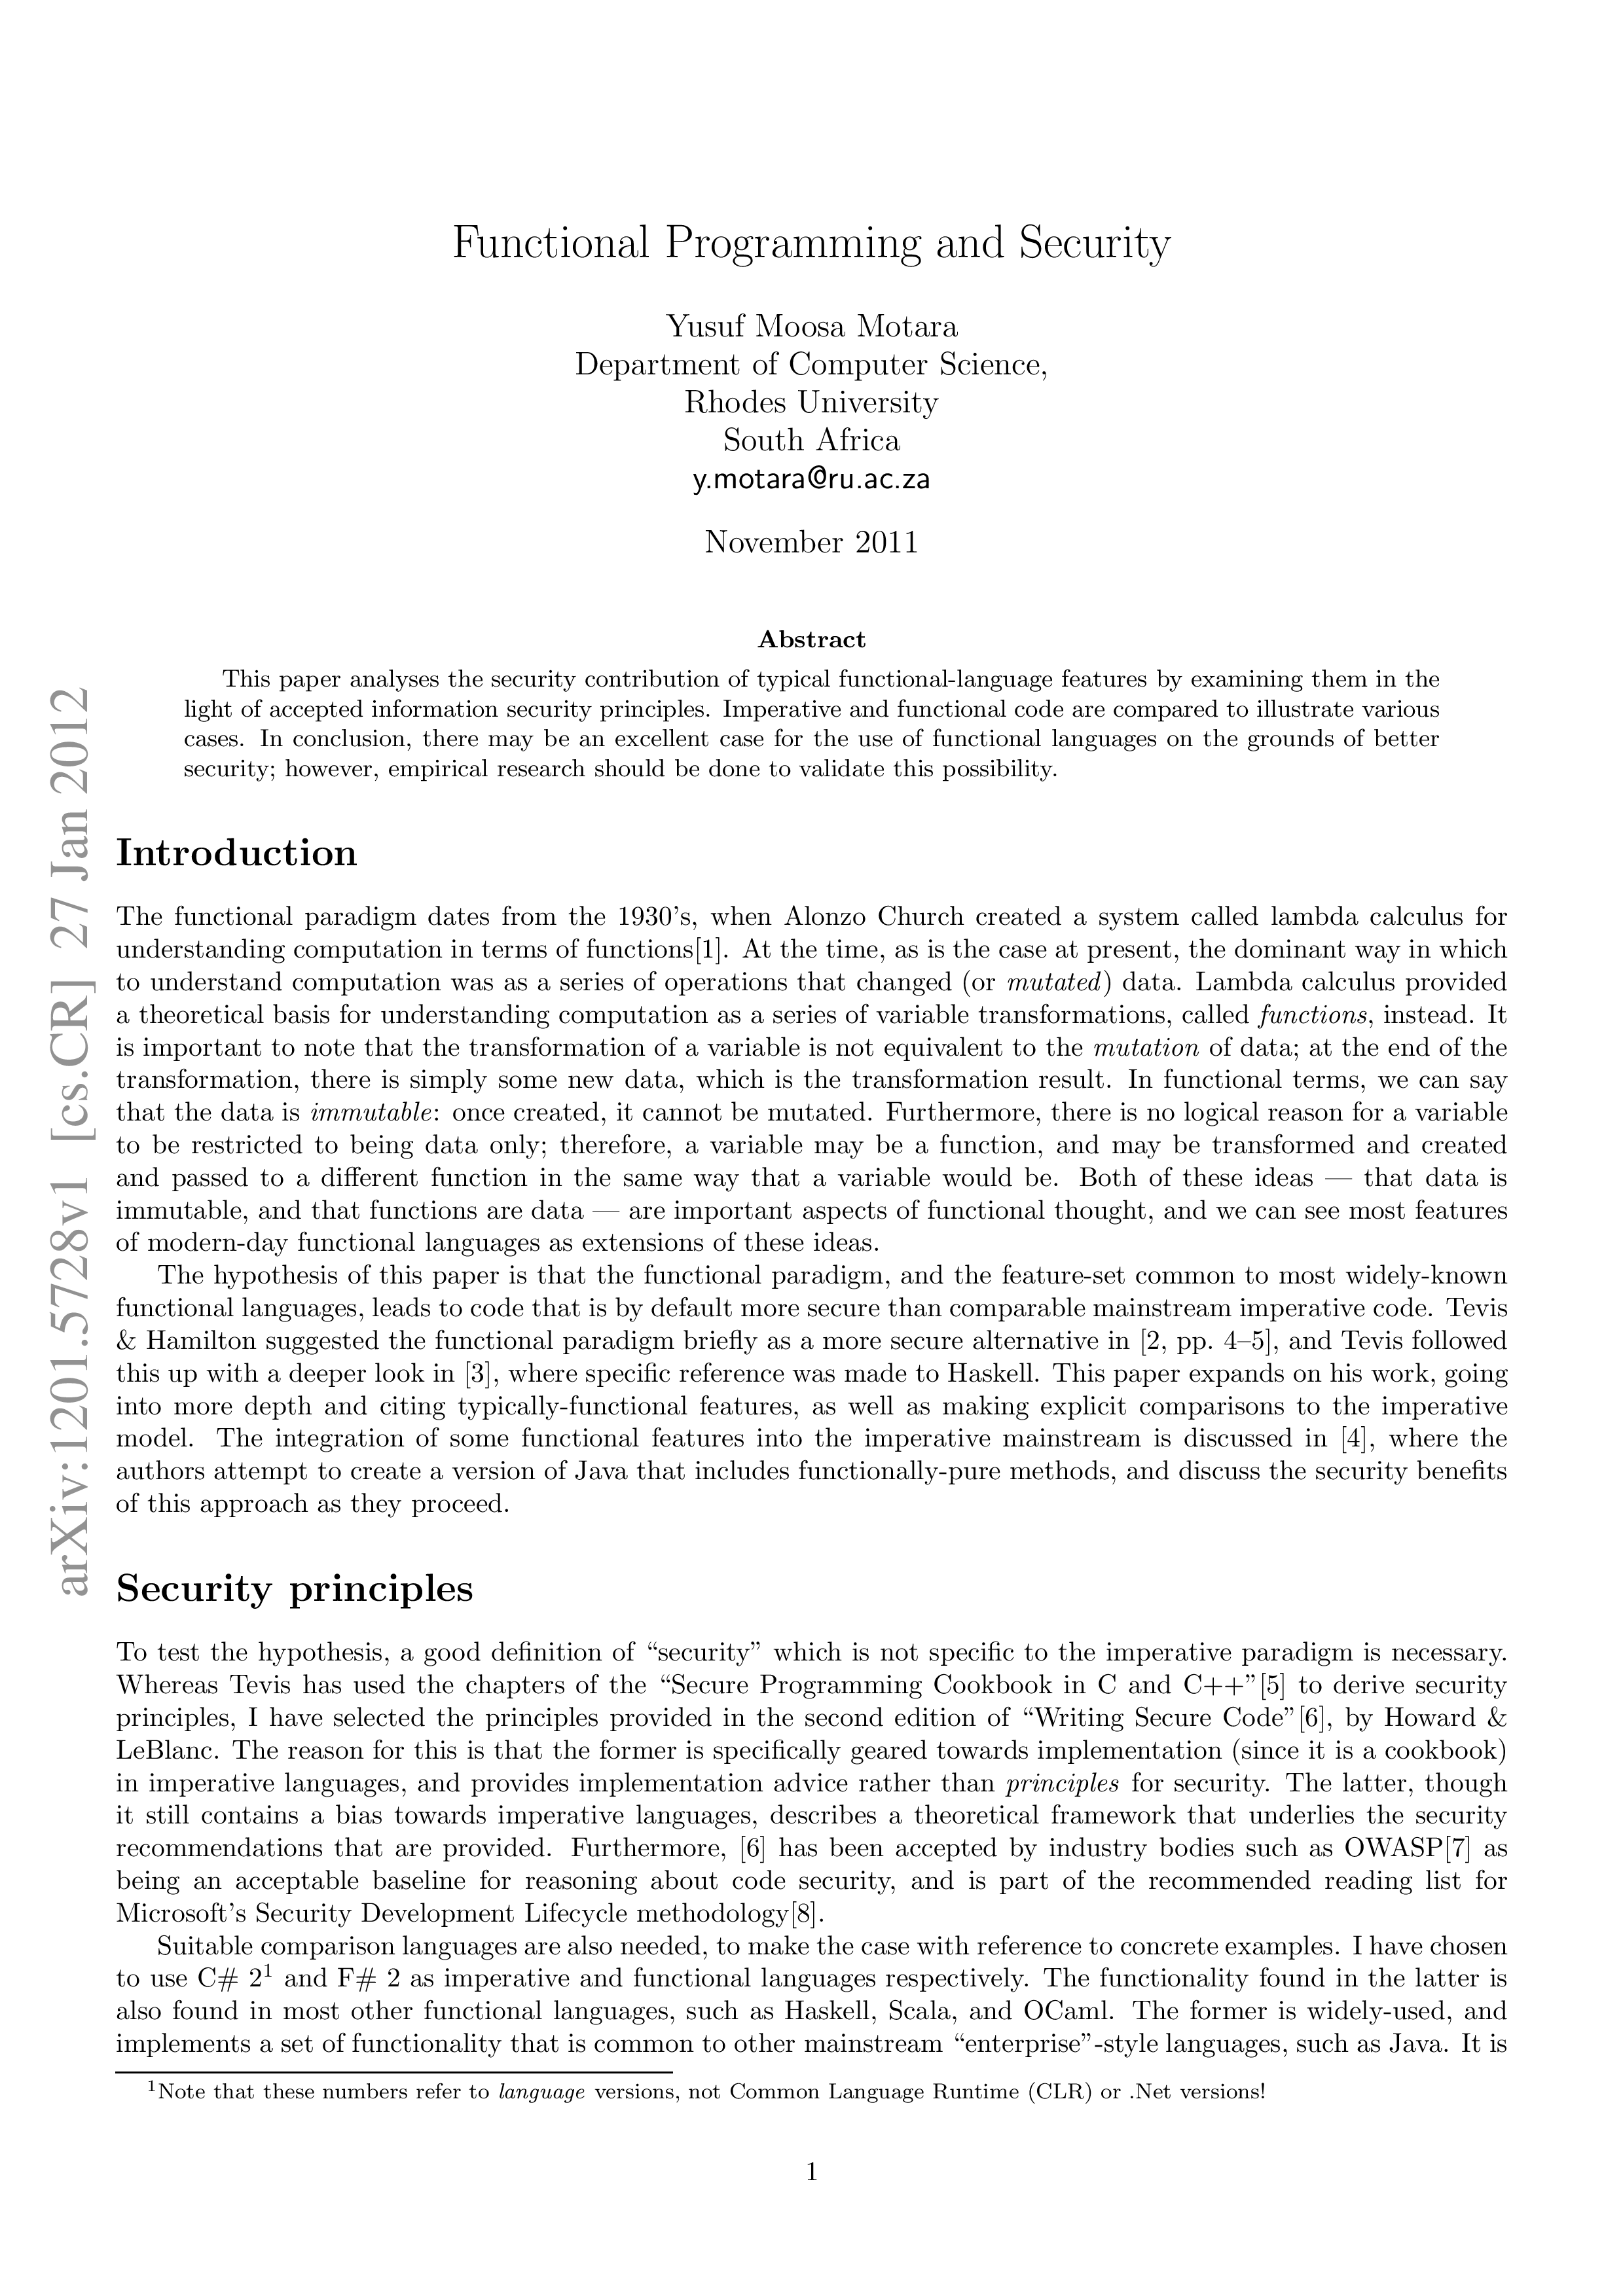 Functional Programming and Security
Yusuf Moosa Motara
Department of Computer Science,
Rhodes University
South Africa
y.motara@ru.ac.za
November 2011
Abstract
This paper analyses the security contribution of typical functional-language features by examining them in the
light of accepted information security principles. Imperative and functional code are compared to illustrate various
cases. In conclusion, there may be an excellent case for the use of functional languages on the grounds of better
security; however, empirical research should be done to validate this possibility.
Introduction
The functional paradigm dates from the 1930's, when Alonzo Church created a system called lambda calculus for
understanding computation in terms of functions[1]. At the time, as is the case at present, the dominant way in which
to understand computation was as a series of operations that changed (or mutated) data. Lambda calculus provided
a theoretical basis for understanding computation as a series of variable transformations, called functions, instead. It
is important to note that the transformation of a variable is not equivalent to the mutation of data; at the end of the
transformation, there is simply some new data, which is the transformation result. In functional terms, we can say
that the data is immutable: once created, it cannot be mutated. Furthermore, there is no logical reason for a variable
to be restricted to being data only; therefore, a variable may be a function, and may be transformed and created
and passed to a different function in the same way that a variable would be. Both of these ideas — that data is
immutable, and that functions are data — are important aspects of functional thought, and we can see most features
of modern-day functional languages as extensions of these ideas.
The hypothesis of this paper is that the functional paradigm, and the feature-set common to most widely-known
functional languages, leads to code that is by default more secure than comparable mainstream imperative code. Tevis
& Hamilton suggested the functional paradigm briefly as a more secure alternative in [2, pp. 4–5], and Tevis followed
this up with a deeper look in [3], where specific reference was made to Haskell. This paper expands on his work, going
into more depth and citing typically-functional features, as well as making explicit comparisons to the imperative
model. The integration of some functional features into the imperative mainstream is discussed in [4], where the
authors attempt to create a version of Java that includes functionally-pure methods, and discuss the security benefits
of this approach as they proceed.
Security principles
To test the hypothesis, a good definition of “security” which is not specific to the imperative paradigm is necessary.
Whereas Tevis has used the chapters of the “Secure Programming Cookbook in C and C++”[5] to derive security
principles, I have selected the principles provided in the second edition of “Writing Secure Code”[6], by Howard &
LeBlanc. The reason for this is that the former is specifically geared towards implementation (since it is a cookbook)
in imperative languages, and provides implementation advice rather than principles for security. The latter, though
it still contains a bias towards imperative languages, describes a theoretical framework that underlies the security
recommendations that are provided. Furthermore, [6] has been accepted by industry bodies such as OWASP[7] as
being an acceptable baseline for reasoning about code security, and is part of the recommended reading list for
Microsoft's Security Development Lifecycle methodology[8].
Suitable comparison languages are also needed, to make the case with reference to concrete examples. I have chosen
to use C# 2¹ and F# 2 as imperative and functional languages respectively. The functionality found in the latter is
also found in most other functional languages, such as Haskell, Scala, and OCaml. The former is widely-used, and
implements a set of functionality that is common to other mainstream “enterprise”-style languages, such as Java. It is
¹Note that these numbers refer to language versions, not Common Language Runtime (CLR) or .Net versions!
1
arXiv:1201.5728v1 [cs.CR] 27 Jan 2012